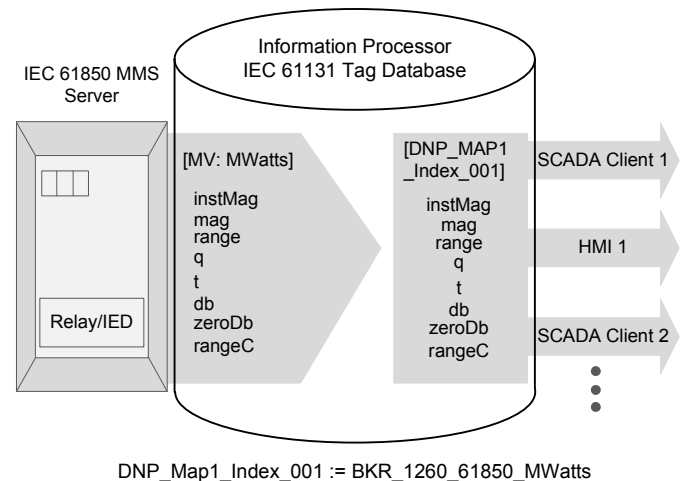 Information Processor
IEC 61131 Tag Database
IEC 61850 MMS
Server
Relay/IED
[MV: MWatts]
instMag
mag
range
q
t
db
zeroDb
rangeC
[DNP_MAP1
_Index_001]
instMag
mag
range
q
t
db
zeroDb
rangeC
SCADA Client 1
HMI 1
SCADA Client 2
DNP_Map1_Index_001 := BKR_1260_61850_MWatts